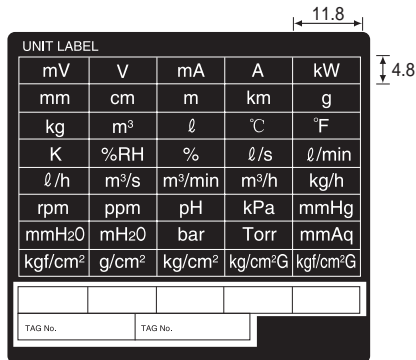 11.8
UNIT LABEL
mV V mA A kW
4.8
mm cm m km g
kg m³ ℓ ℃ °F
K %RH % ℓ/s ℓ/min
ℓ/h m³/s m³/min m³/h kg/h
rpm ppm pH kPa mmHg
mmH2O mH2O bar Torr mmAq
kgf/cm² g/cm² kg/cm² kg/cm²G kgf/cm²G
TAG No. TAG No.